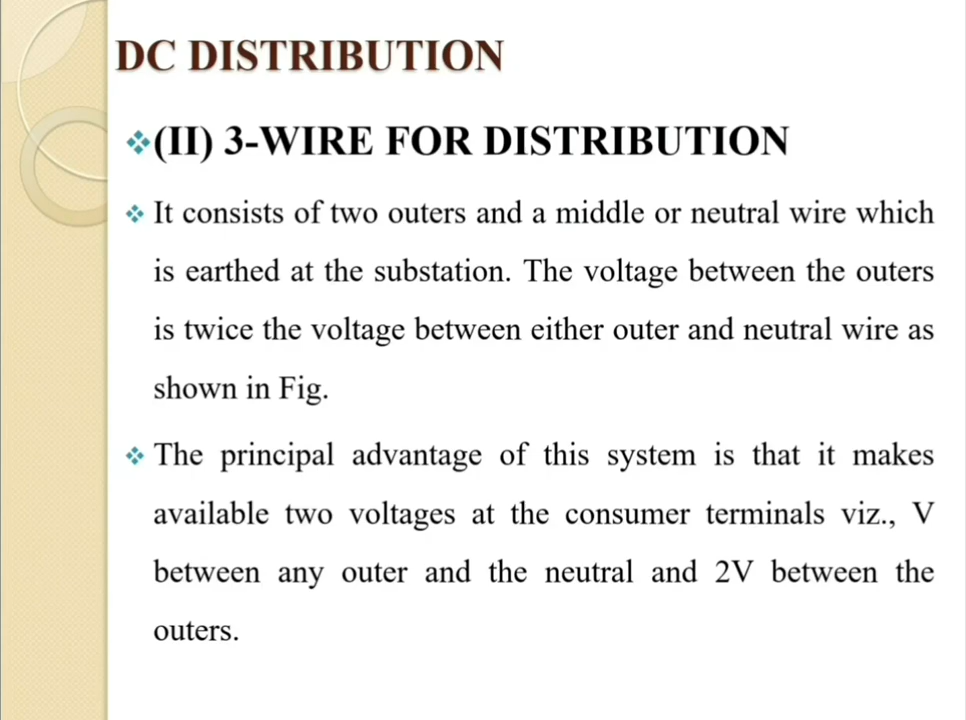 DC DISTRIBUTION
(II) 3-WIRE FOR DISTRIBUTION
It consists of two outers and a middle or neutral wire which
is earthed at the substation. The voltage between the outers
is twice the voltage between either outer and neutral wire as
shown in Fig.
The principal advantage of this system is that it makes
available two voltages at the consumer terminals viz., V
between any outer and the neutral and 2V between the
outers.